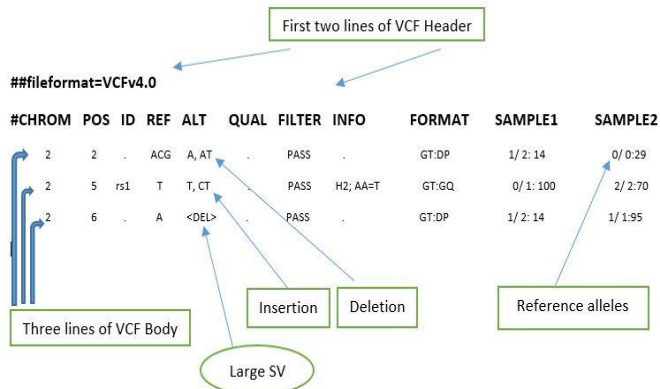 First two lines of VCF Header
##fileformat=VCFv4.0
#CHROM POS ID REF ALT QUAL FILTER INFO FORMAT SAMPLE1 SAMPLE2
2 2 . ACG A, AT . PASS . GT:DP 1/ 2: 14 0/ 0:29
2 5 rs1 T T, CT . PASS H2; AA=T GT:GQ 0/ 1: 100 2/ 2:70
2 6 . A <DEL> . PASS . GT:DP 1/ 2: 14 1/ 1:95
Insertion Deletion Reference alleles
Three lines of VCF Body
Large SV